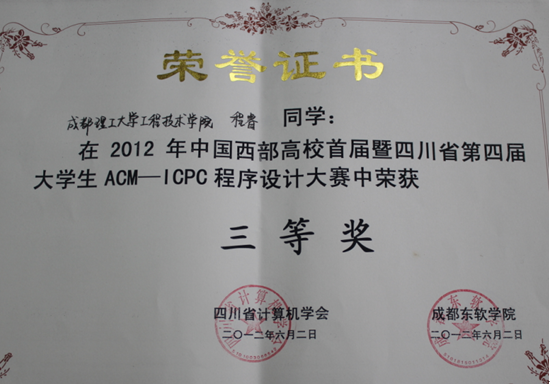 荣誉证书
成都理工大学工程技术学院 程睿 同学：
在 2012 年中国西部高校首届暨四川省第四届
大学生 ACM—ICPC 程序设计大赛中荣获
三等奖
四川省计算机学会 成都东软学院
二〇一二年六月二日 二〇一二年六月二日